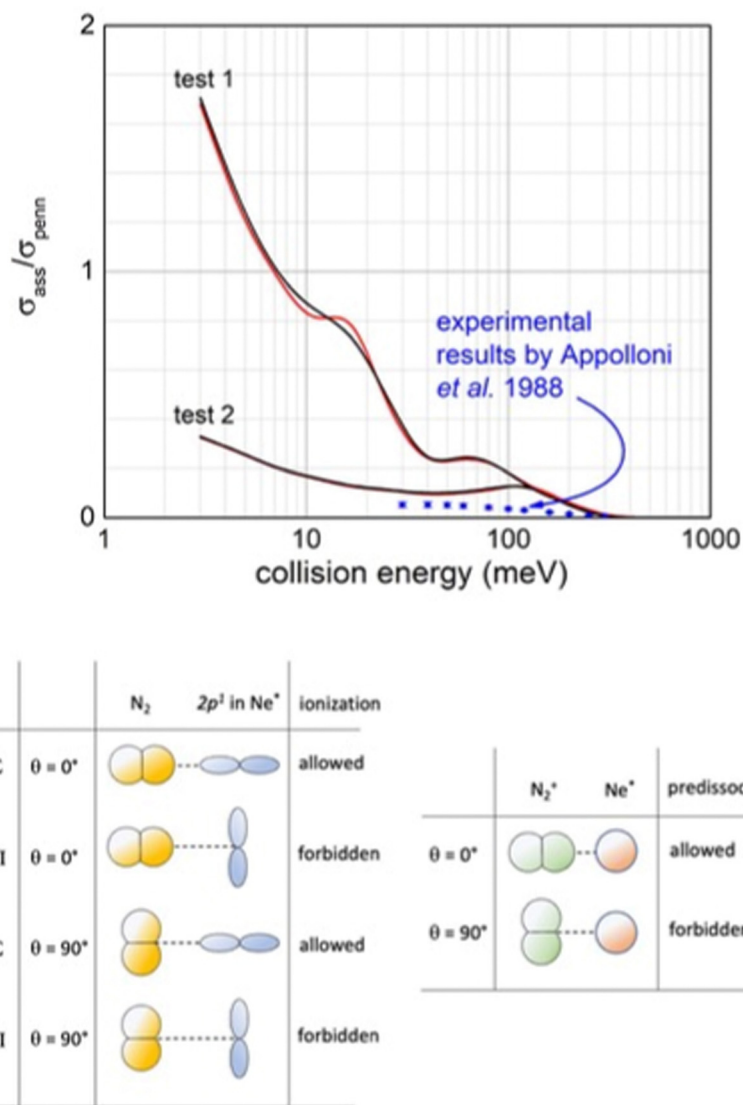 2
test 1
1
σass/σpenn
experimental
results by Appolloni
et al. 1988
test 2
0
1 10 100 1000
collision energy (meV)
N₂ 2p¹ in Ne* ionization
θ = 0° allowed
I θ = 0° forbidden
θ = 90° allowed
I θ = 90° forbidden
N₂⁺ Ne* predissoc
θ = 0° allowed
θ = 90° forbidden